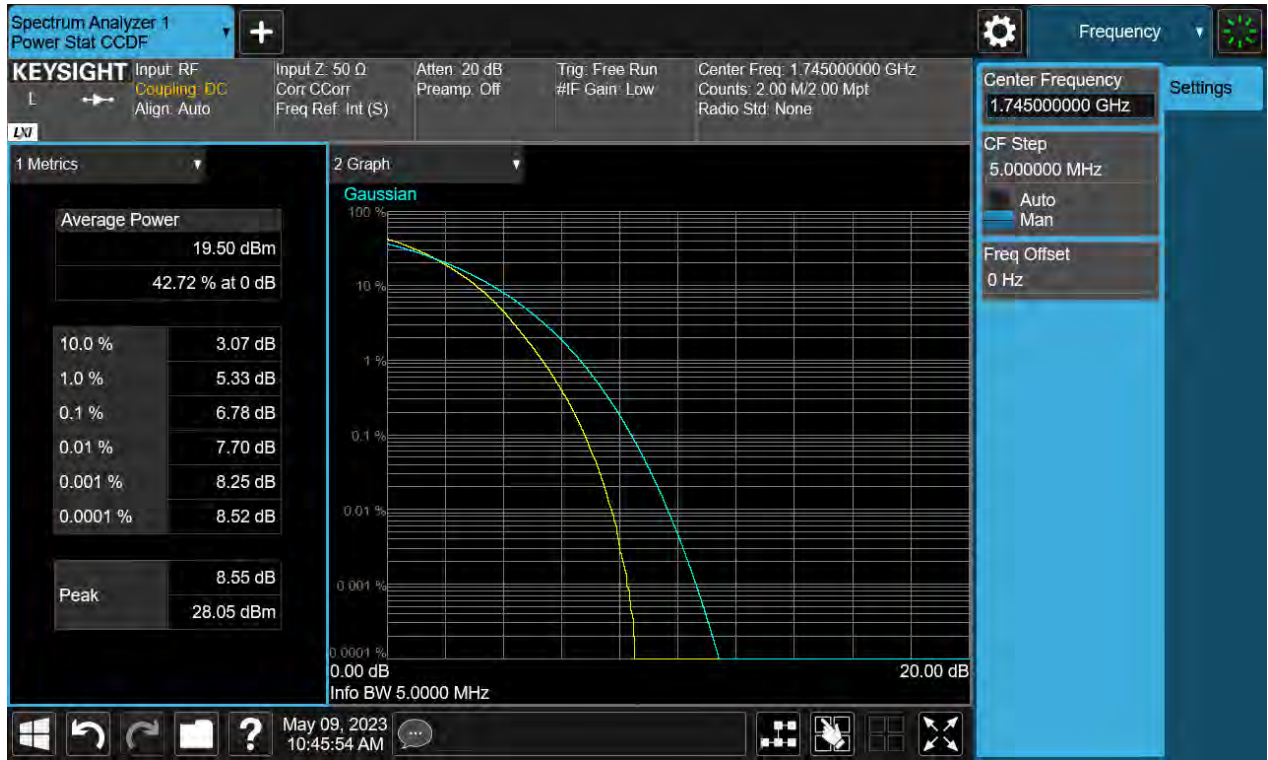 Spectrum Analyzer 1
Power Stat CCDF
Frequency
KEYSIGHT
L
LXI
Input: RF
Coupling: DC
Align: Auto
Input Z: 50 Ω
Corr CCorr
Freq Ref: Int (S)
Atten: 20 dB
Preamp: Off
Trig: Free Run
#IF Gain: Low
Center Freq: 1.745000000 GHz
Counts: 2.00 M/2.00 Mpt
Radio Std: None
Center Frequency
1.745000000 GHz
Settings
CF Step
5.000000 MHz
Auto
Man
Freq Offset
0 Hz
1 Metrics
Average Power
19.50 dBm
42.72 % at 0 dB
10.0 % 3.07 dB
1.0 % 5.33 dB
0.1 % 6.78 dB
0.01 % 7.70 dB
0.001 % 8.25 dB
0.0001 % 8.52 dB
Peak
8.55 dB
28.05 dBm
2 Graph
Gaussian
100 %
10 %
1 %
0.1 %
0.01 %
0.001 %
0.0001 %
0.00 dB 20.00 dB
Info BW 5.0000 MHz
?
May 09, 2023
10:45:54 AM